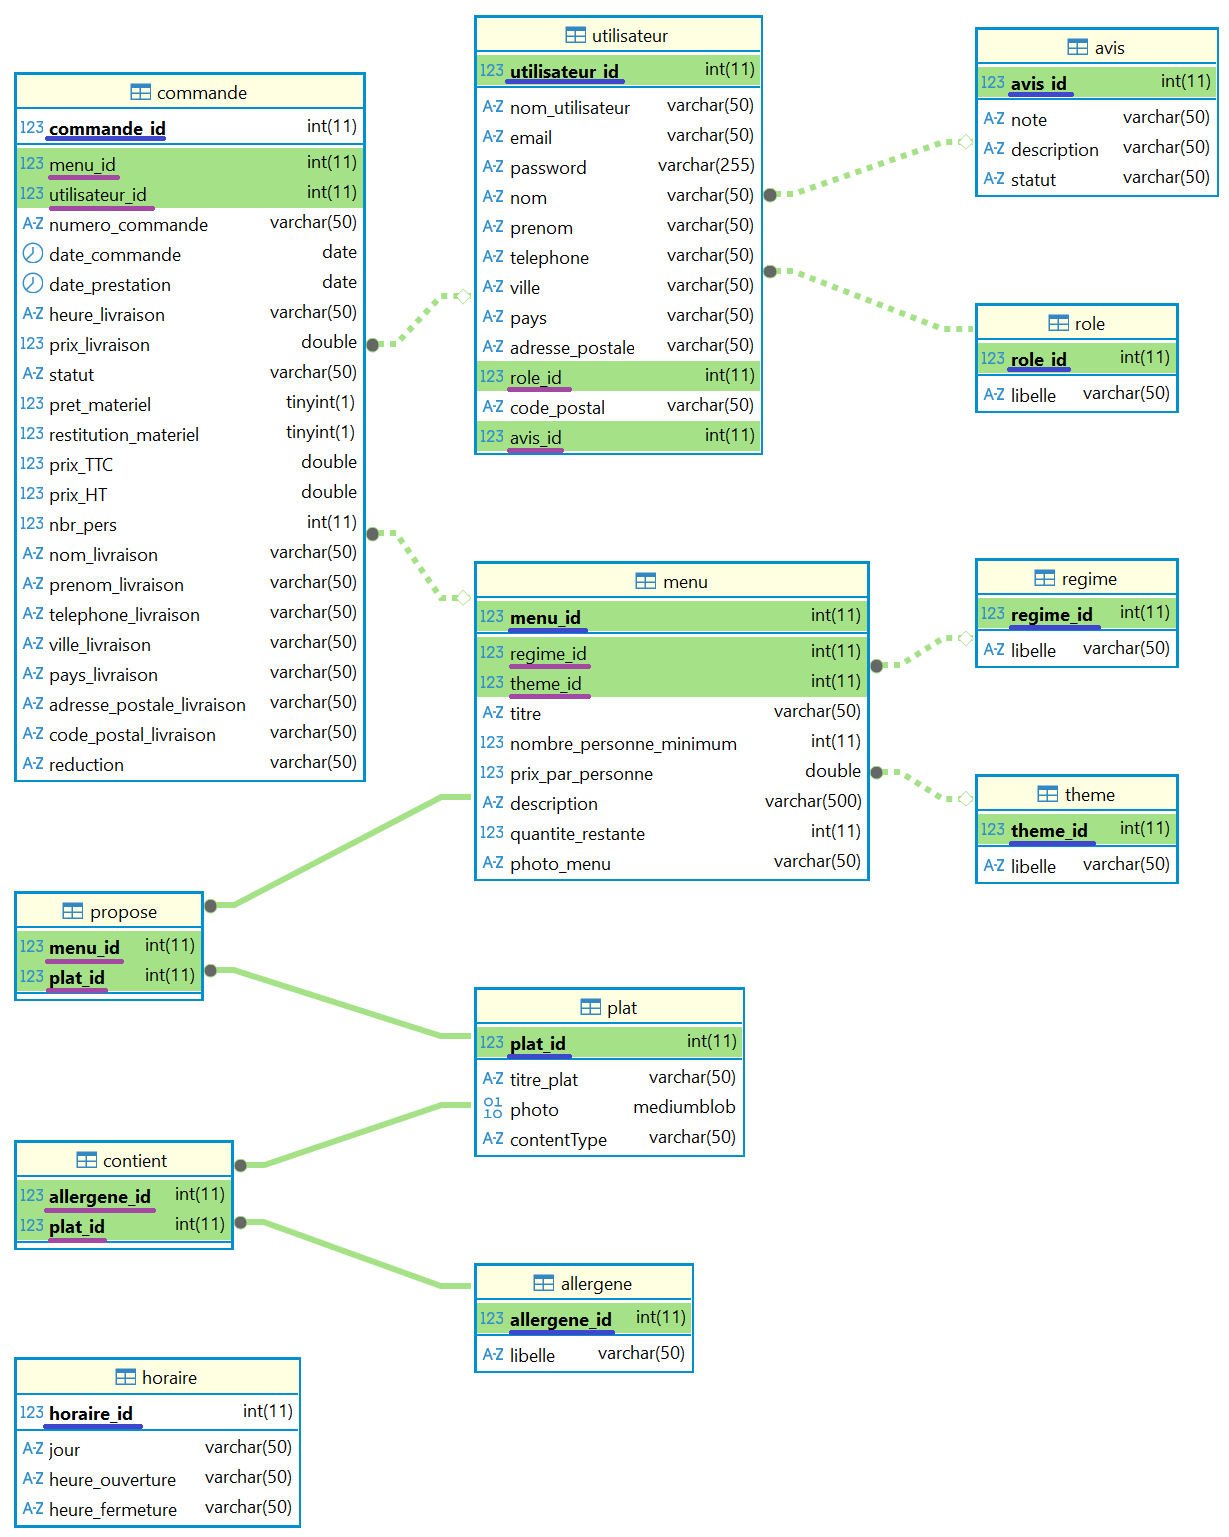 commande
123 commande_id int(11)
123 menu_id int(11)
123 utilisateur_id int(11)
A-Z numero_commande varchar(50)
date_commande date
date_prestation date
A-Z heure_livraison varchar(50)
123 prix_livraison double
A-Z statut varchar(50)
123 pret_materiel tinyint(1)
123 restitution_materiel tinyint(1)
123 prix_TTC double
123 prix_HT double
123 nbr_pers int(11)
A-Z nom_livraison varchar(50)
A-Z prenom_livraison varchar(50)
A-Z telephone_livraison varchar(50)
A-Z ville_livraison varchar(50)
A-Z pays_livraison varchar(50)
A-Z adresse_postale_livraison varchar(50)
A-Z code_postal_livraison varchar(50)
A-Z reduction varchar(50)
utilisateur
123 utilisateur_id int(11)
A-Z nom_utilisateur varchar(50)
A-Z email varchar(50)
A-Z password varchar(255)
A-Z nom varchar(50)
A-Z prenom varchar(50)
A-Z telephone varchar(50)
A-Z ville varchar(50)
A-Z pays varchar(50)
A-Z adresse_postale varchar(50)
123 role_id int(11)
A-Z code_postal varchar(50)
123 avis_id int(11)
avis
123 avis_id int(11)
A-Z note varchar(50)
A-Z description varchar(50)
A-Z statut varchar(50)
role
123 role_id int(11)
A-Z libelle varchar(50)
menu
123 menu_id int(11)
123 regime_id int(11)
123 theme_id int(11)
A-Z titre varchar(50)
123 nombre_personne_minimum int(11)
123 prix_par_personne double
A-Z description varchar(500)
123 quantite_restante int(11)
A-Z photo_menu varchar(50)
regime
123 regime_id int(11)
A-Z libelle varchar(50)
theme
123 theme_id int(11)
A-Z libelle varchar(50)
propose
123 menu_id int(11)
123 plat_id int(11)
plat
123 plat_id int(11)
A-Z titre_plat varchar(50)
01
10 photo mediumblob
A-Z contentType varchar(50)
contient
123 allergene_id int(11)
123 plat_id int(11)
allergene
123 allergene_id int(11)
A-Z libelle varchar(50)
horaire
123 horaire_id int(11)
A-Z jour varchar(50)
A-Z heure_ouverture varchar(50)
A-Z heure_fermeture varchar(50)